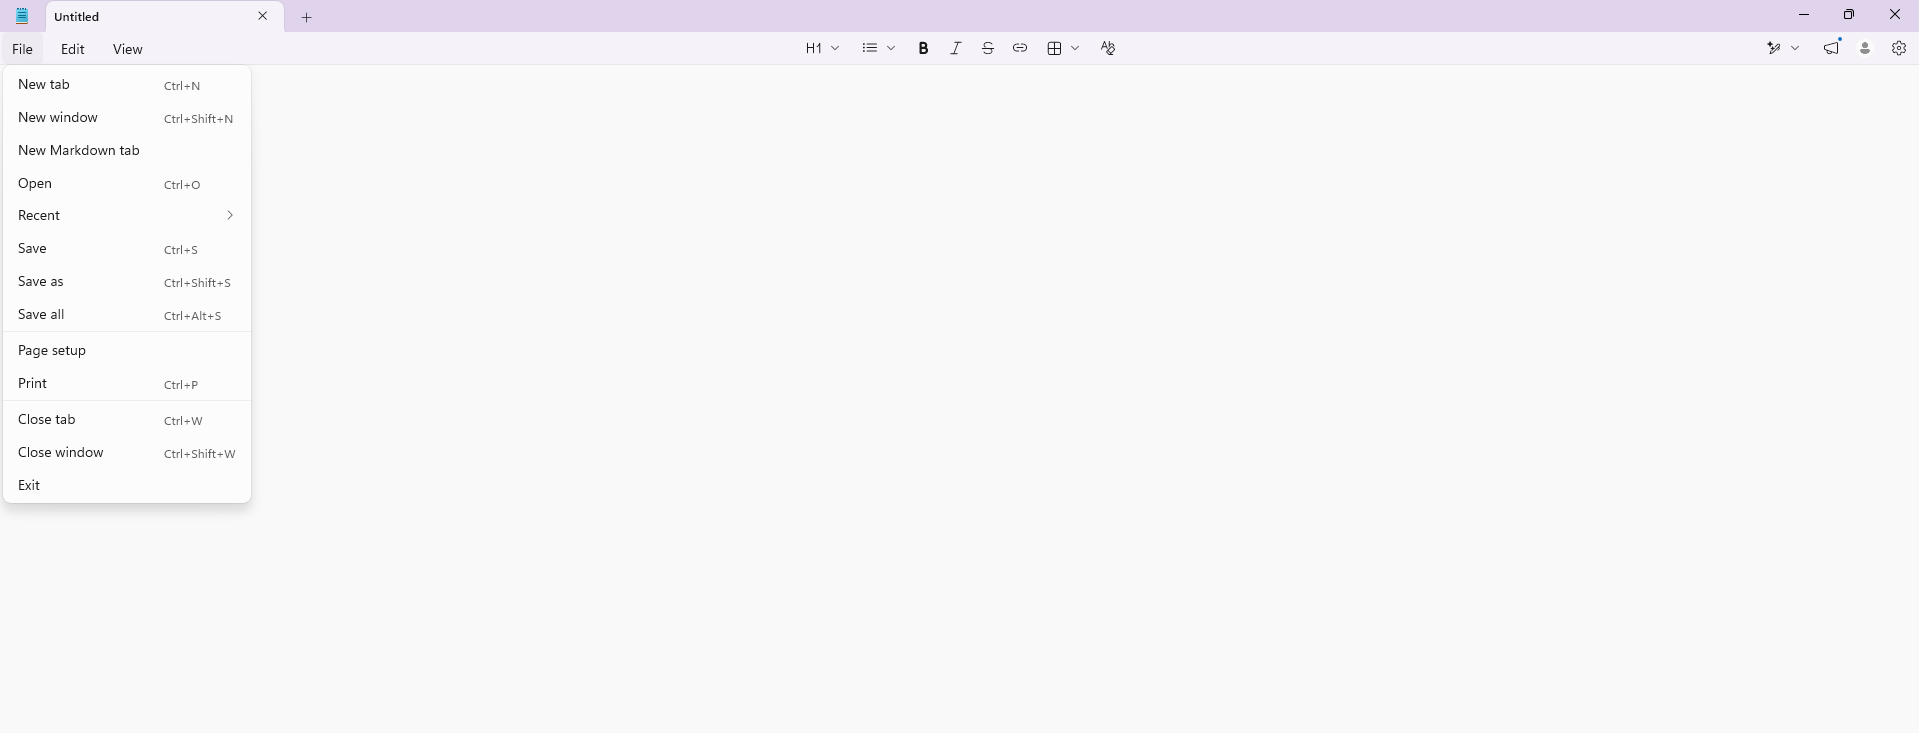 Untitled
File Edit View H1 B I S Ab
New tab Ctrl+N
New window Ctrl+Shift+N
New Markdown tab
Open Ctrl+O
Recent
Save Ctrl+S
Save as Ctrl+Shift+S
Save all Ctrl+Alt+S
Page setup
Print Ctrl+P
Close tab Ctrl+W
Close window Ctrl+Shift+W
Exit